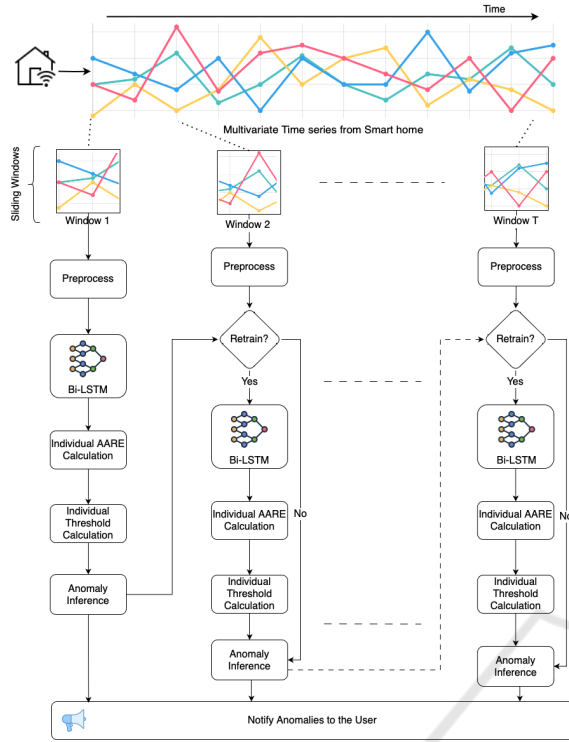 Time
Multivariate Time series from Smart home
Sliding Windows
Window 1
Window 2
Window T
Preprocess
Preprocess
Preprocess
Retrain?
Retrain?
Yes
Yes
Bi-LSTM
Bi-LSTM
Bi-LSTM
Individual AARE
Calculation
Individual AARE
Calculation
No
Individual AARE
Calculation
No
Individual
Threshold
Calculation
Individual
Threshold
Calculation
Individual
Threshold
Calculation
Anomaly
Inference
Anomaly
Inference
Anomaly
Inference
Notify Anomalies to the User